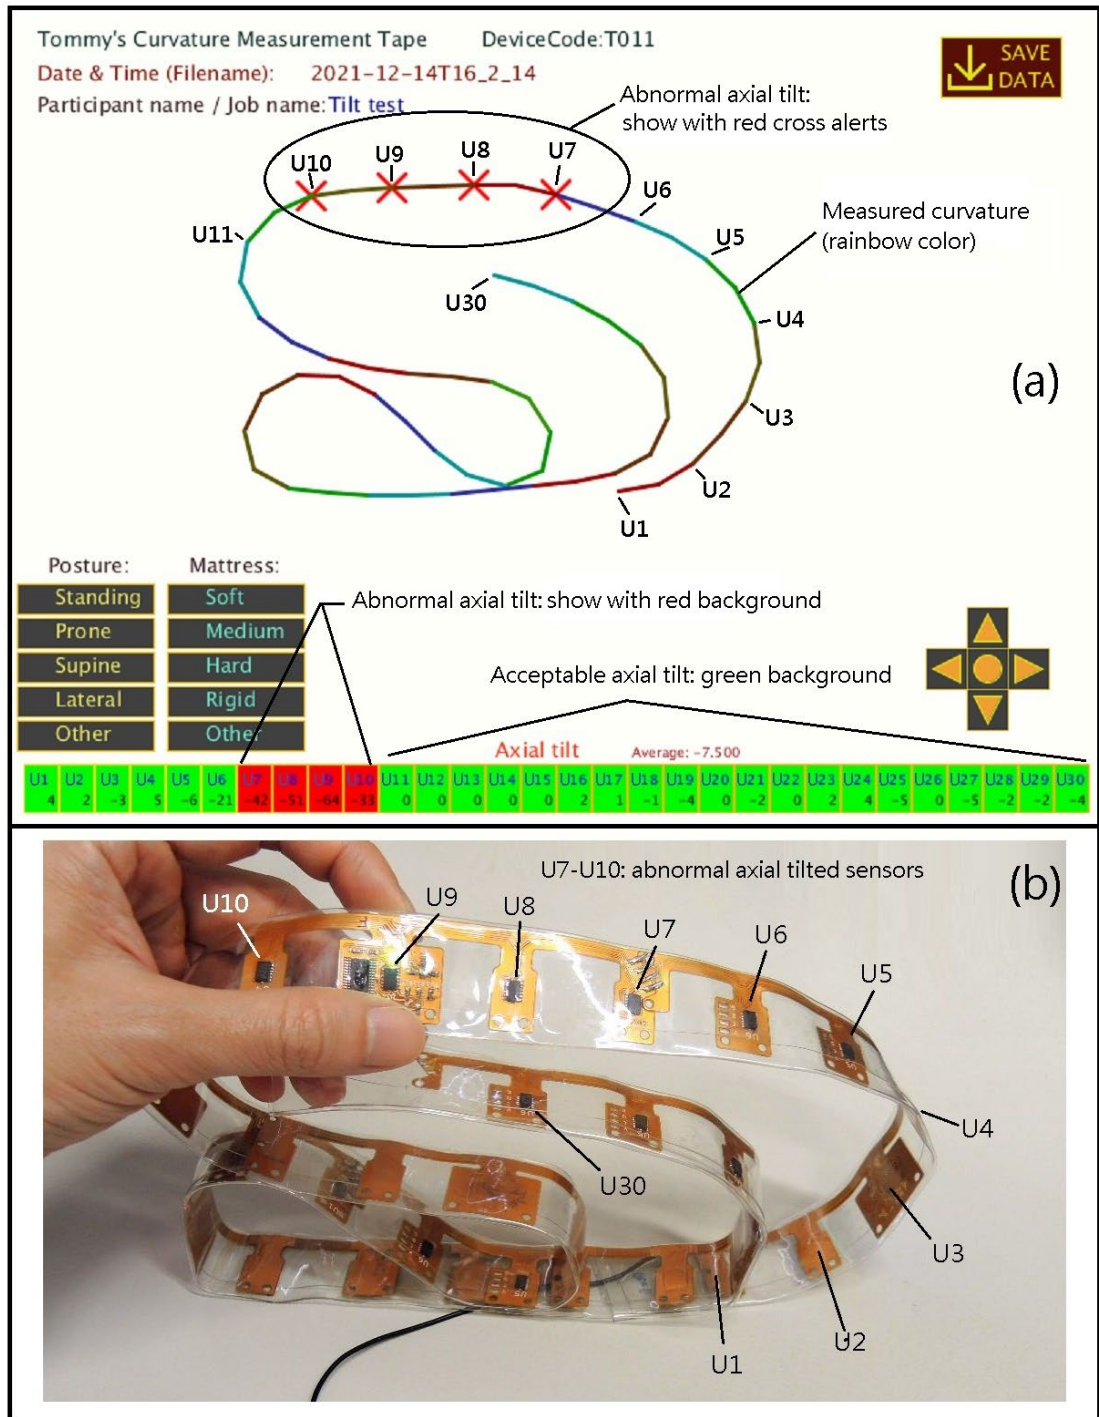 Tommy's Curvature Measurement Tape DeviceCode:T011
Date & Time (Filename): 2021-12-14T16_2_14
Participant name / Job name: Tilt test
SAVE
DATA
Abnormal axial tilt:
show with red cross alerts
U10
U9
U8
U7
U6
U11
U5
Measured curvature
(rainbow color)
U30
U4
(a)
U3
U2
U1
Posture: Mattress:
Standing Soft
Prone Medium
Supine Hard
Lateral Rigid
Other Other
Abnormal axial tilt: show with red background
Acceptable axial tilt: green background
Axial tilt Average: -7.500
U1 U2 U3 U4 U5 U6 U7 U8 U9 U10 U11 U12 U13 U14 U15 U16 U17 U18 U19 U20 U21 U22 U23 U24 U25 U26 U27 U28 U29 U30
4 2 -3 5 -6 -21 -42 -51 -64 -33 0 0 0 0 0 2 1 -1 -4 0 -2 0 2 4 -5 0 -5 -2 -2 -4
U7-U10: abnormal axial tilted sensors
(b)
U10
U9
U8
U7
U6
U5
U4
U30
U3
U2
U1